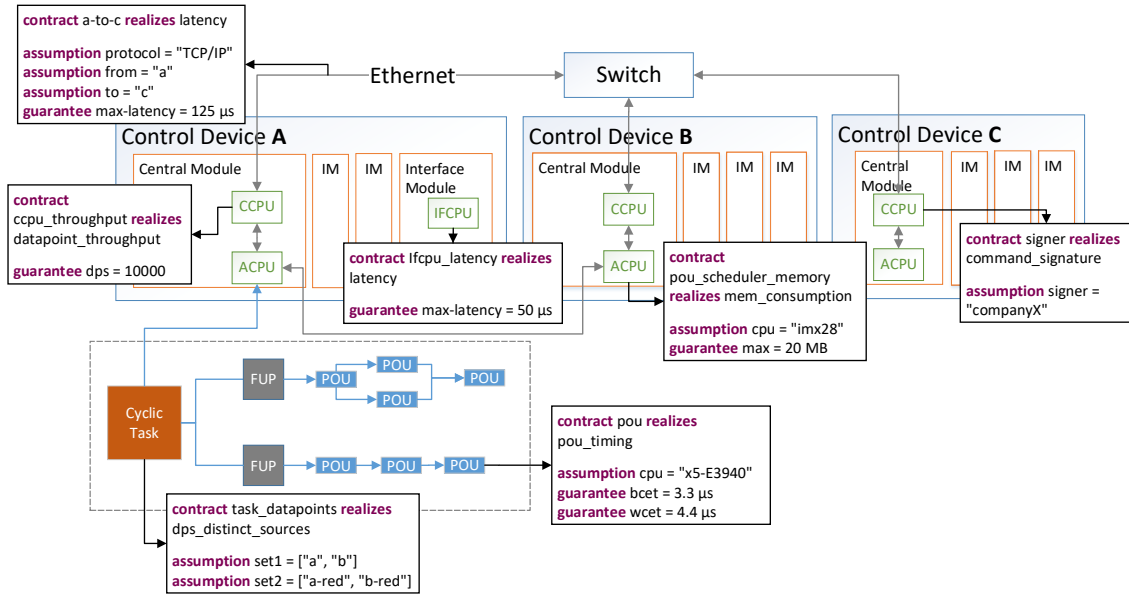 contract a-to-c realizes latency
assumption protocol = "TCP/IP"
assumption from = "a"
assumption to = "c"
guarantee max-latency = 125 µs
Ethernet
Switch
Control Device A
Central Module
IM
IM
Interface
Module
CCPU
IFCPU
ACPU
Control Device B
Central Module
IM
IM
IM
CCPU
ACPU
Control Device C
Central
Module
IM
IM
IM
CCPU
ACPU
contract
ccpu_throughput realizes
datapoint_throughput
guarantee dps = 10000
contract Ifcpu_latency realizes
latency
guarantee max-latency = 50 µs
contract
pou_scheduler_memory
realizes mem_consumption
assumption cpu = "imx28"
guarantee max = 20 MB
contract signer realizes
command_signature
assumption signer =
"companyX"
Cyclic
Task
FUP
POU
POU
POU
POU
FUP
POU
POU
POU
contract pou realizes
pou_timing
assumption cpu = "x5-E3940"
guarantee bcet = 3.3 µs
guarantee wcet = 4.4 µs
contract task_datapoints realizes
dps_distinct_sources
assumption set1 = ["a", "b"]
assumption set2 = ["a-red", "b-red"]